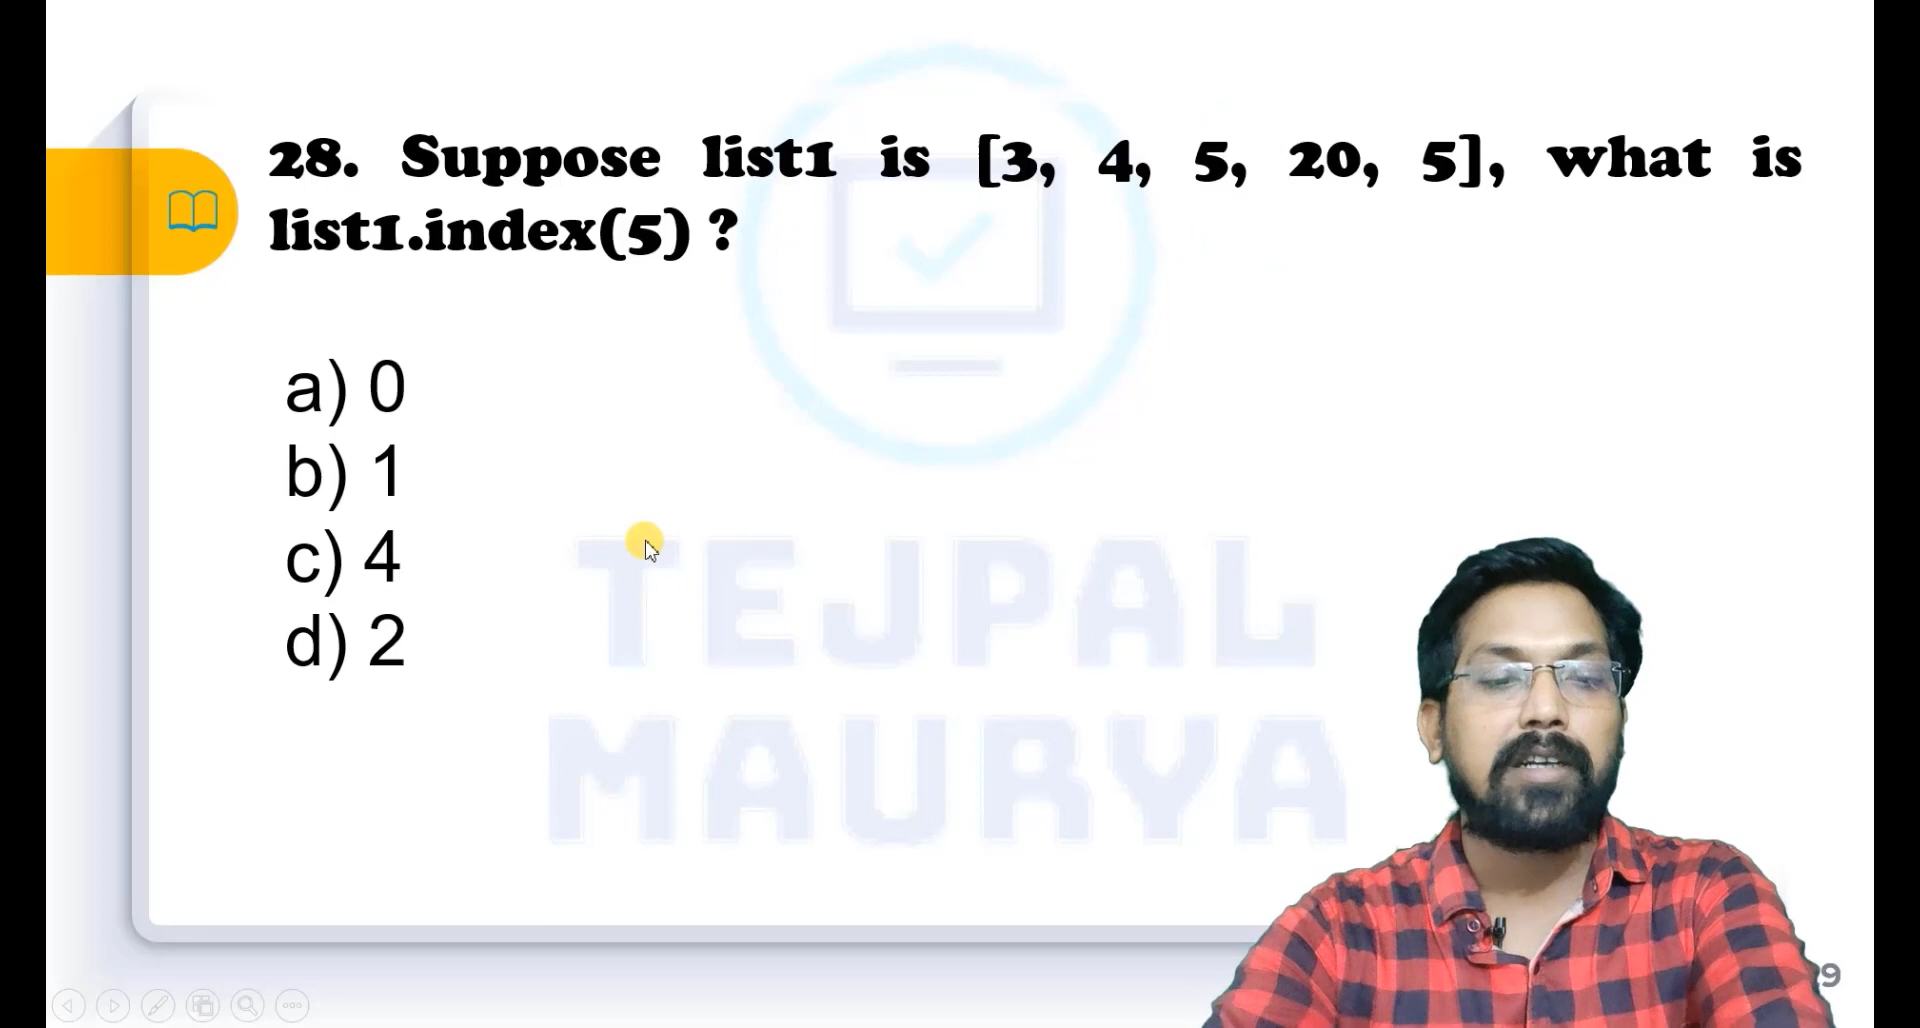 28. Suppose list1 is [3, 4, 5, 20, 5], what is
list1.index(5) ?
a) 0
b) 1
c) 4
d) 2
TEJPAL
MAURYA